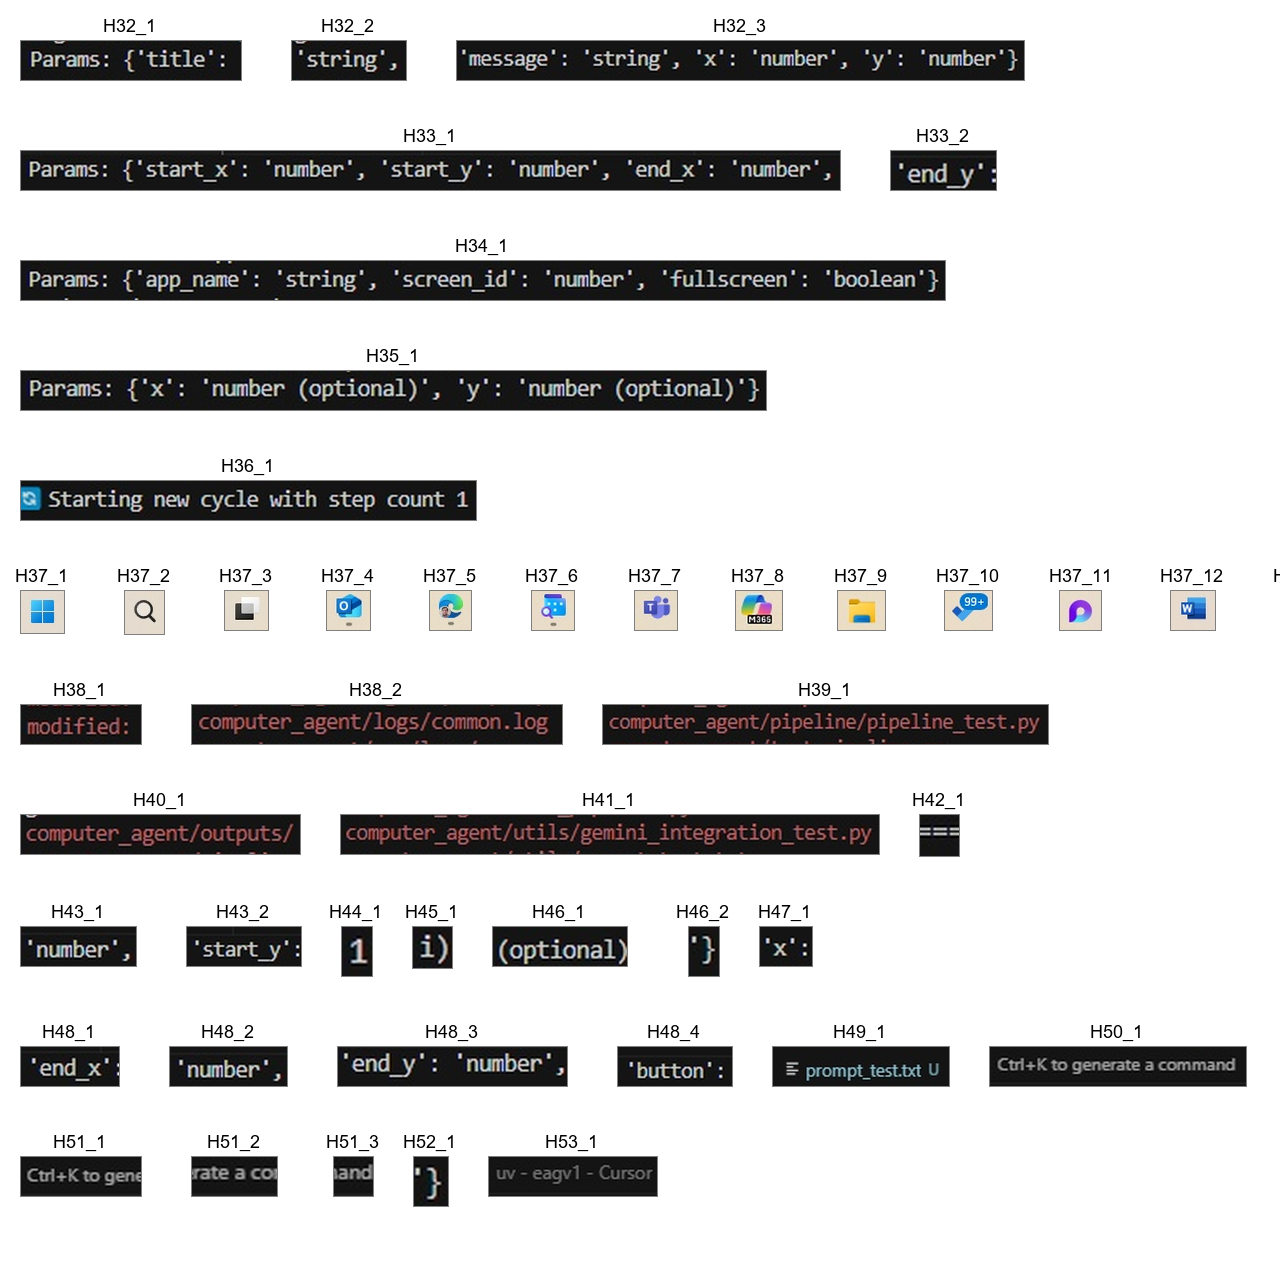 H32_1 H32_2 H32_3
Params: {'title': 'string', 'message': 'string', 'x': 'number', 'y': 'number'}
H33_1 H33_2
Params: {'start_x': 'number', 'start_y': 'number', 'end_x': 'number', 'end_y':
H34_1
Params: {'app_name': 'string', 'screen_id': 'number', 'fullscreen': 'boolean'}
H35_1
Params: {'x': 'number (optional)', 'y': 'number (optional)'}
H36_1
Starting new cycle with step count 1
H37_1 H37_2 H37_3 H37_4 H37_5 H37_6 H37_7 H37_8 H37_9 H37_10 H37_11 H37_12 H
O T M365 99+ W
H38_1 H38_2 H39_1
modified: computer_agent/logs/common.log computer_agent/pipeline/pipeline_test.py
H40_1 H41_1 H42_1
computer_agent/outputs/ computer_agent/utils/gemini_integration_test.py ===
H43_1 H43_2 H44_1 H45_1 H46_1 H46_2 H47_1
'number', 'start_y': 1 i) (optional) '} 'x':
H48_1 H48_2 H48_3 H48_4 H49_1 H50_1
'end_x': 'number', 'end_y': 'number', 'button': prompt_test.txt U Ctrl+K to generate a command
H51_1 H51_2 H51_3 H52_1 H53_1
Ctrl+K to gene rate a com and '} uv - eagv1 - Cursor